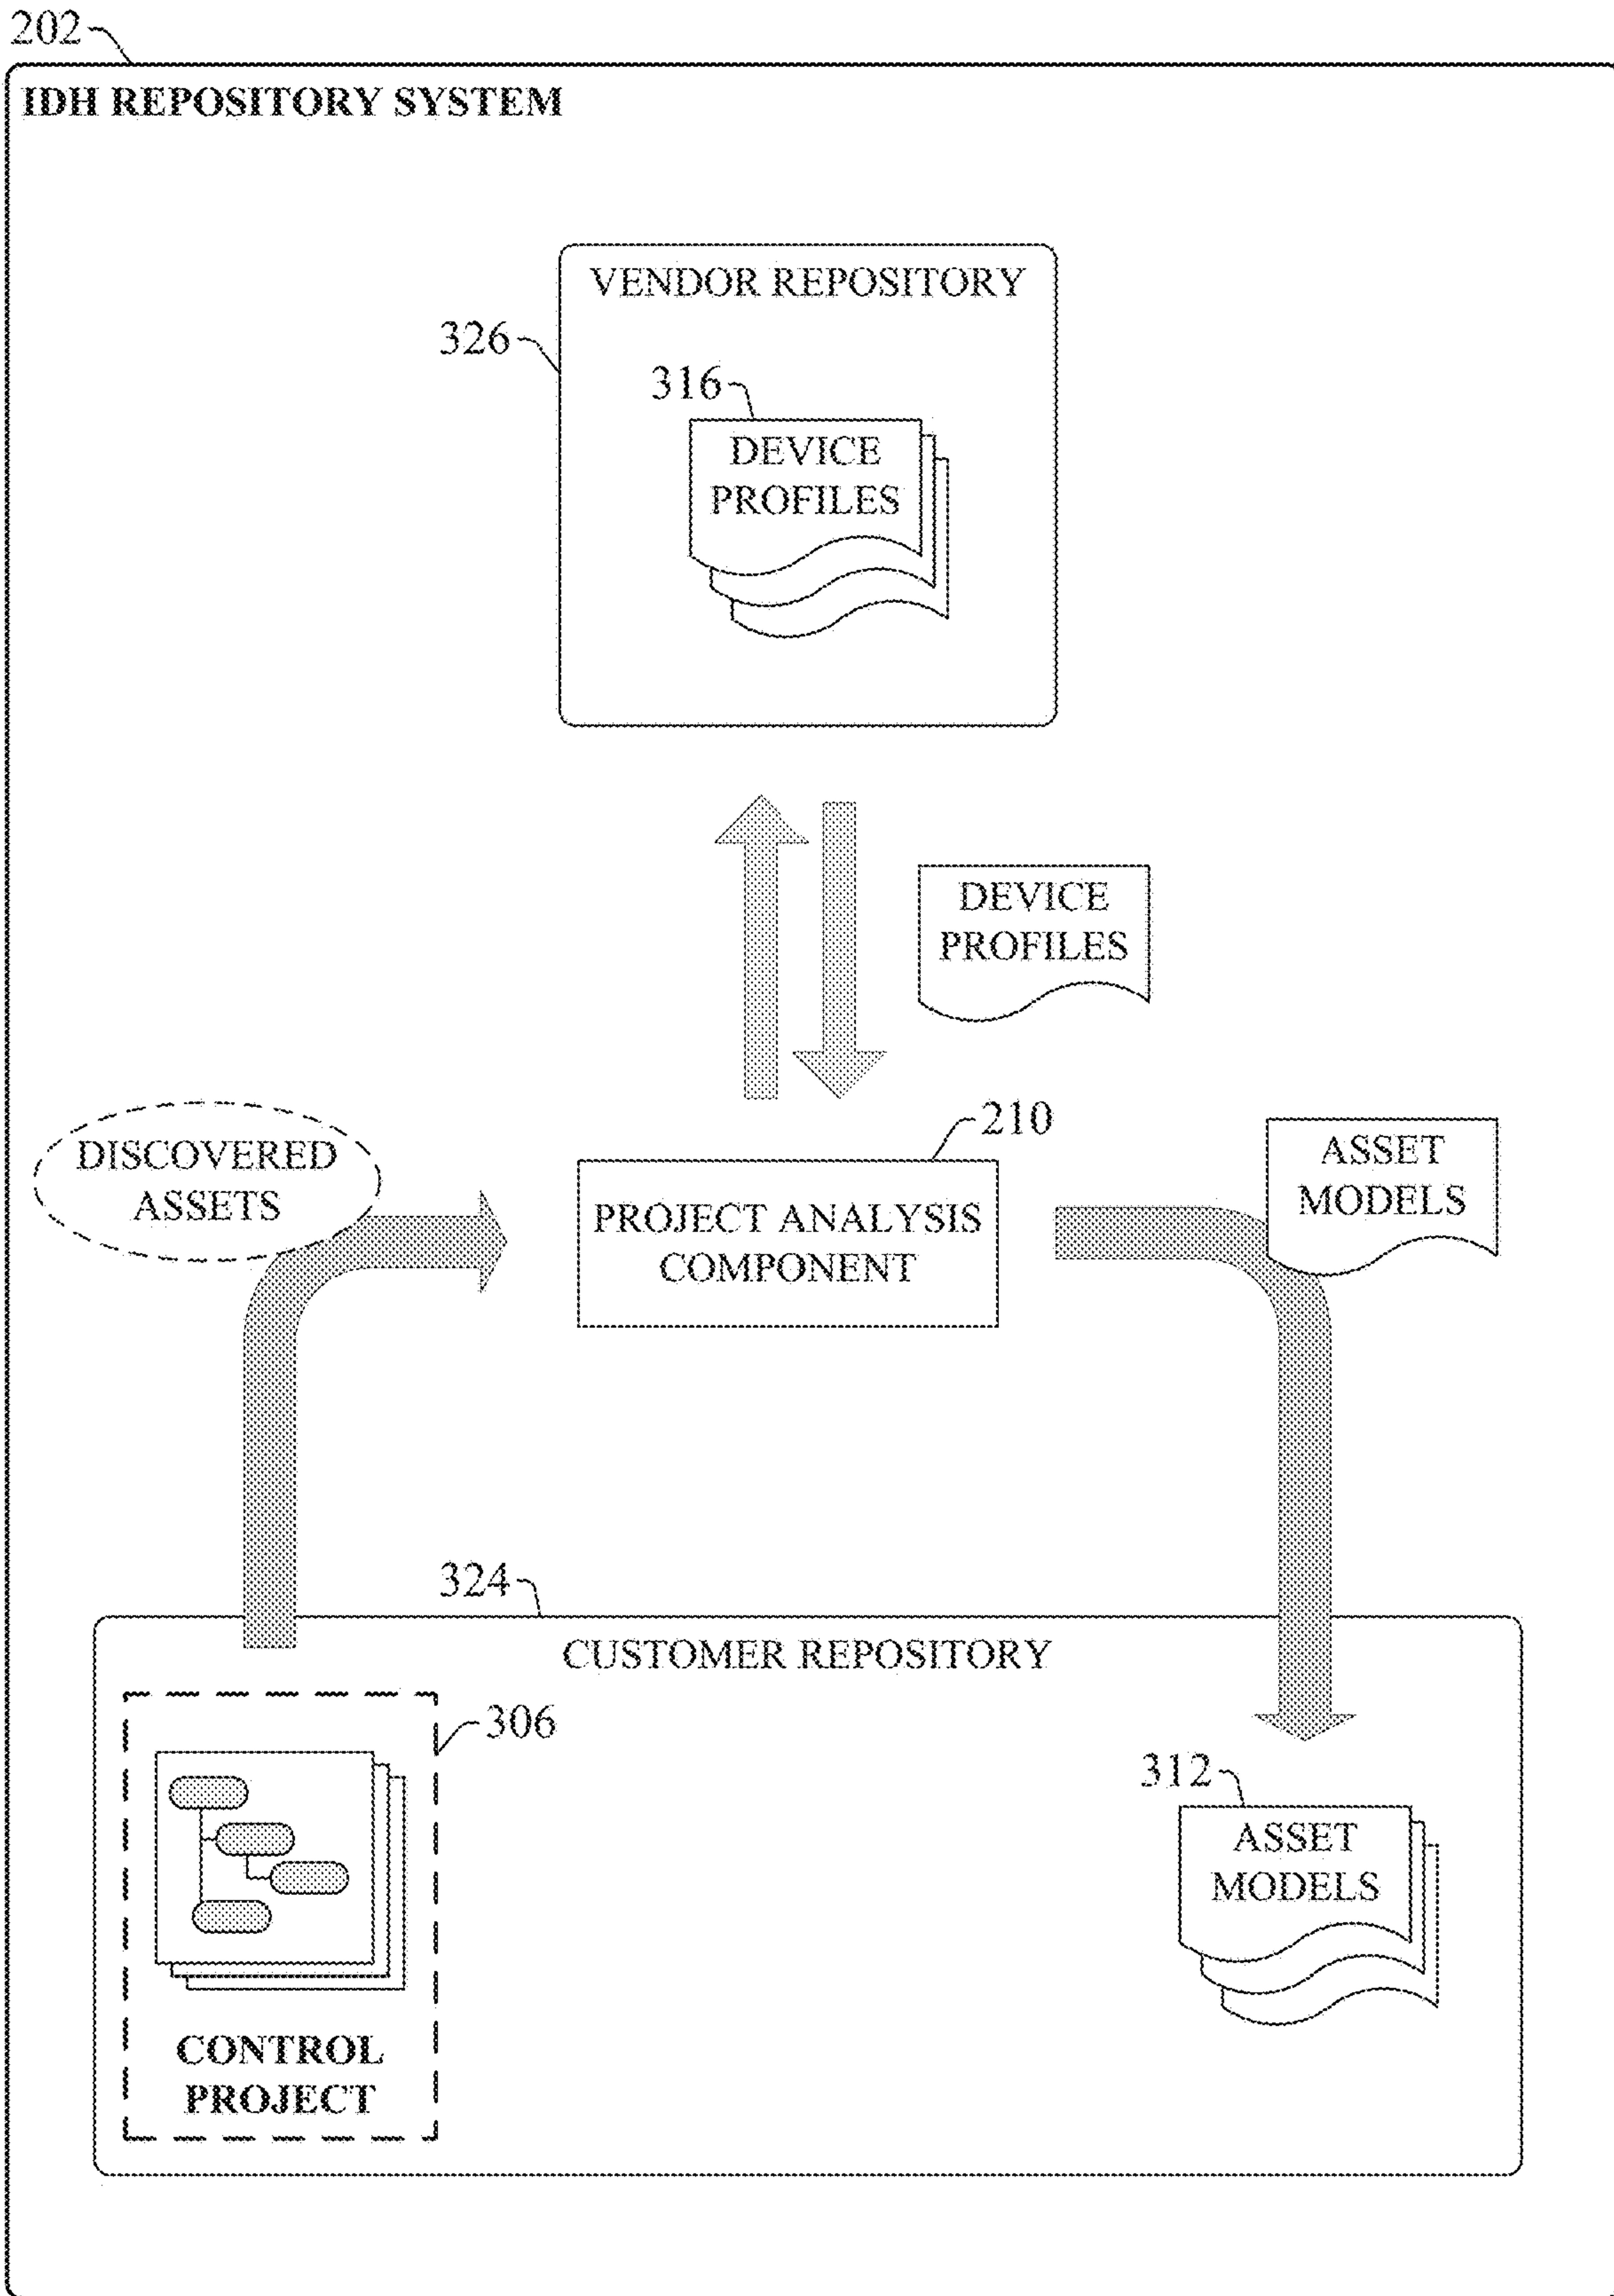 202
IDH REPOSITORY SYSTEM
VENDOR REPOSITORY
326
316
DEVICE
PROFILES
DEVICE
PROFILES
DISCOVERED
ASSETS
210
PROJECT ANALYSIS
COMPONENT
ASSET
MODELS
324
CUSTOMER REPOSITORY
306
CONTROL
PROJECT
312
ASSET
MODELS